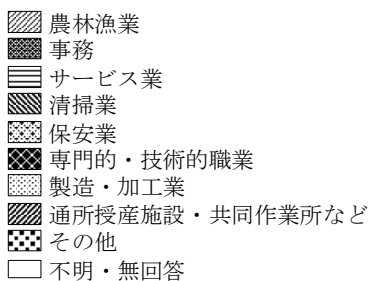 農林漁業
事務
サービス業
清掃業
保安業
専門的・技術的職業
製造・加工業
通所授産施設・共同作業所など
その他
不明・無回答